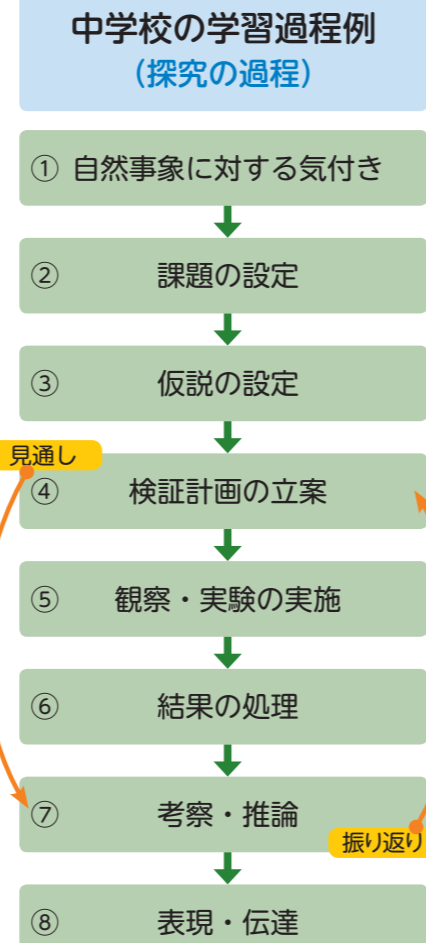 中学校の学習過程例
(探究の過程)
① 自然事象に対する気付き
② 課題の設定
③ 仮説の設定
見通し
④ 検証計画の立案
⑤ 観察・実験の実施
⑥ 結果の処理
⑦ 考察・推論
振り返り
⑧ 表現・伝達